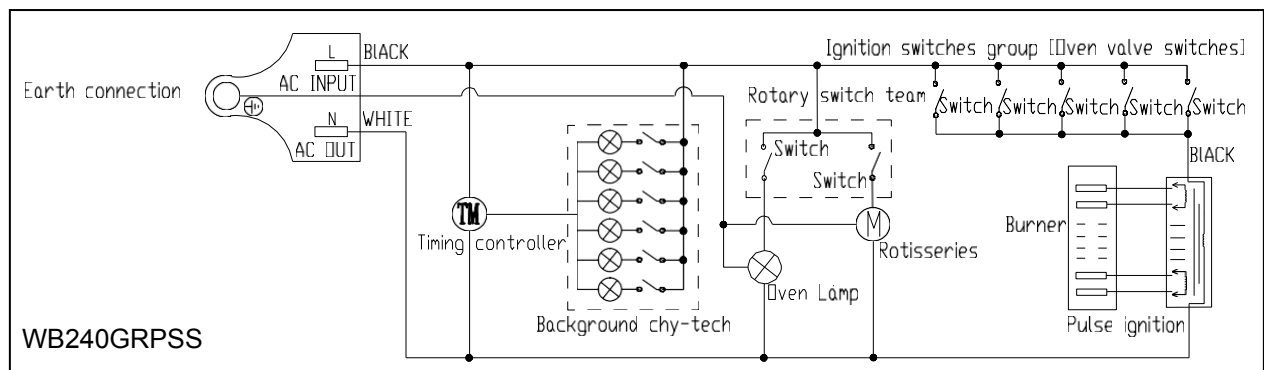 L
BlACK
AC INPUT
Earth connection
N
WHITE
AC OUT
TM
Timing controller
Background chy-tech
Ignition switches group [Oven valve switches]
Rotary switch team
Switch
Switch
Switch
Switch
Switch
Switch
Switch
BlACK
M
Rotisseries
Oven Lamp
Burner
Pulse ignition
WB240GRPSS